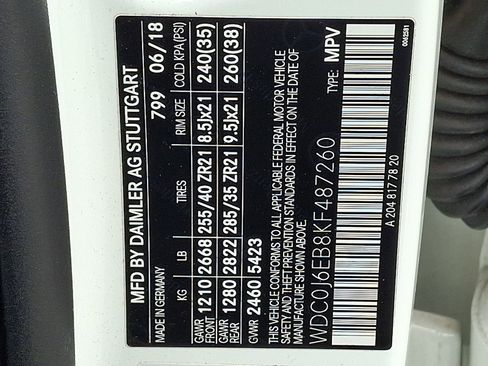 MFD BY DAIMLER AG STUTTGART
MADE IN GERMANY 799 06/18
KG LB TIRES RIM SIZE COLD KPA(PSI)
GAWR FRONT 1210 2668 255/40 ZR21 8.5Jx21 240(35)
GAWR REAR 1280 2822 285/35 ZR21 9.5Jx21 260(38)
GVWR 2460 5423
THIS VEHICLE CONFORMS TO ALL APPLICABLE FEDERAL MOTOR VEHICLE
SAFETY AND THEFT PREVENTION STANDARDS IN EFFECT ON THE DATE OF
MANUFACTURE SHOWN ABOVE.
MPV
WDC0J6EB8KF487260
A 204 817 78 20